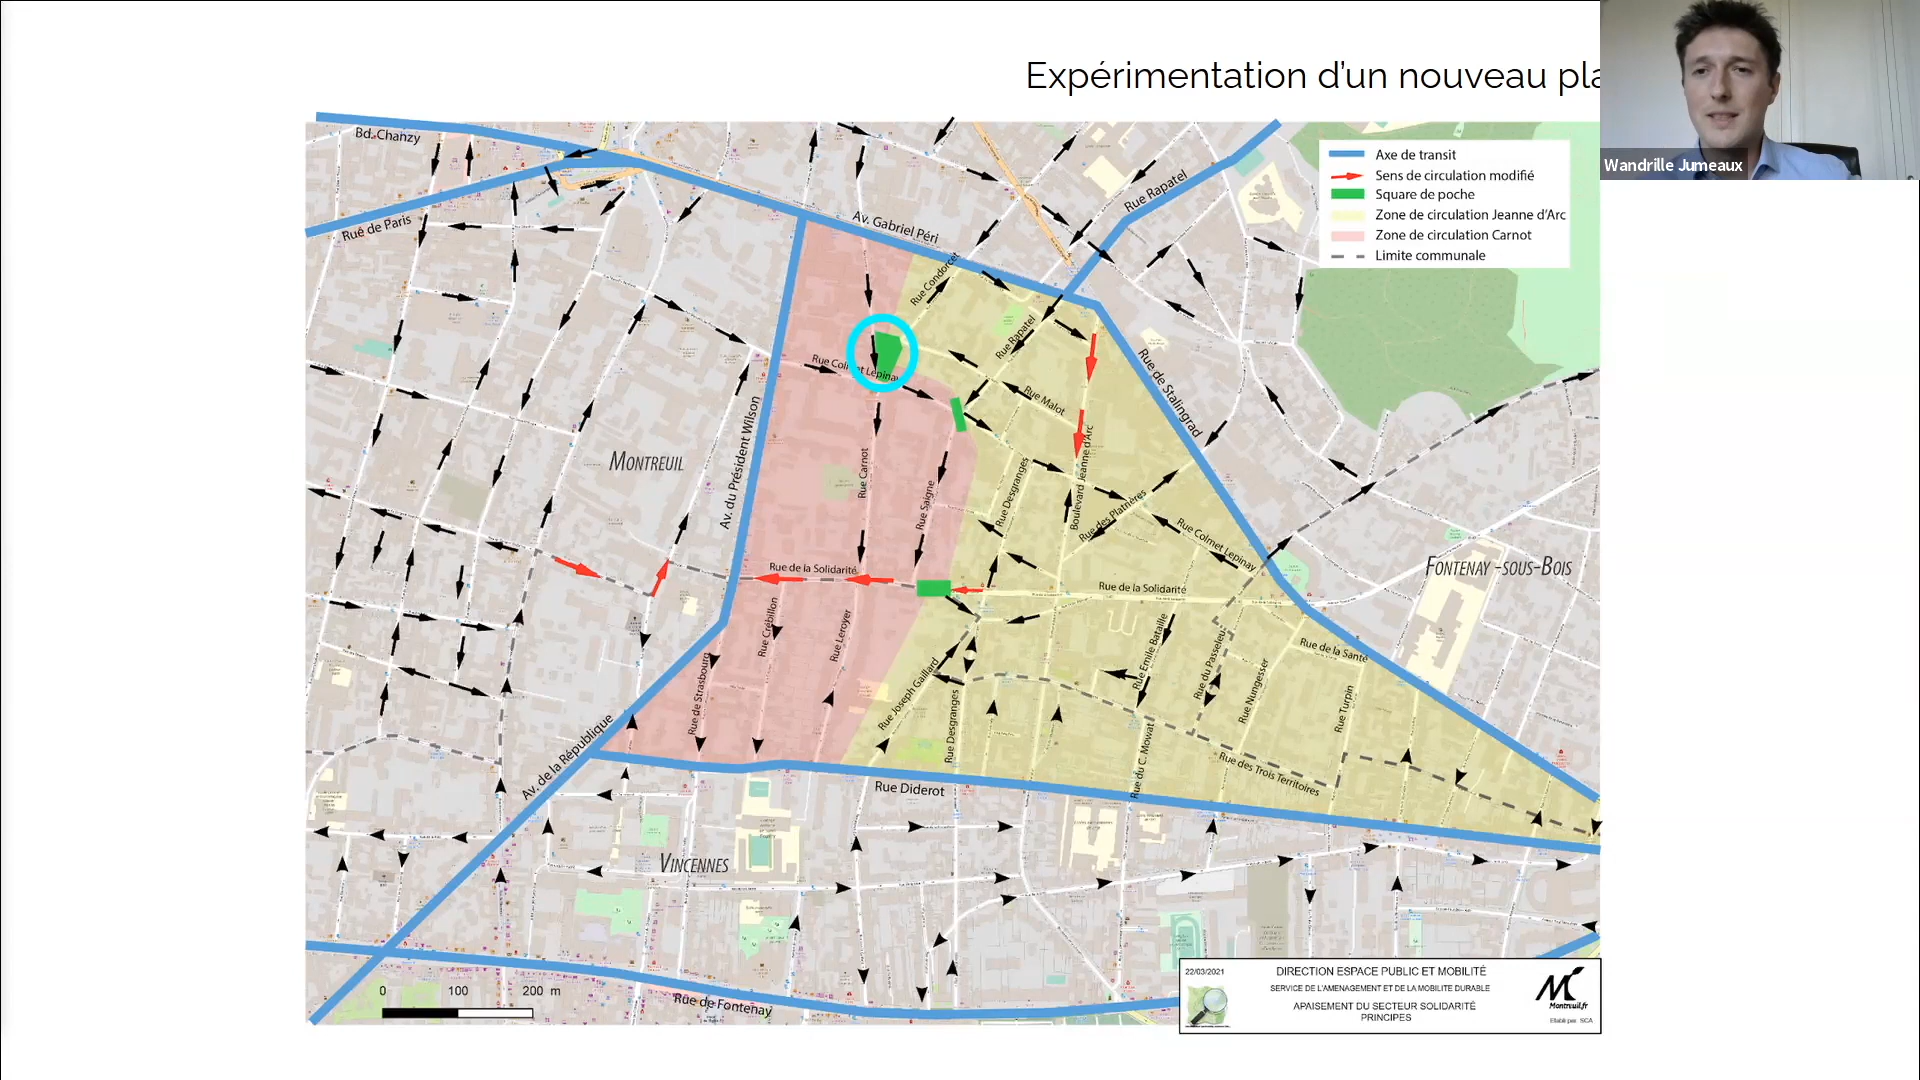 Expérimentation d'un nouveau pla
Wandrille Jumeaux
Axe de transit
Sens de circulation modifié
Square de poche
Zone de circulation Jeanne d'Arc
Zone de circulation Carnot
Limite communale
Bd. Chanzy
Rue de Paris
Av. Gabriel Péri
Rue Rapatel
Rue Condorcet
Rue Rapatel
Rue Colmet Lepinay
Rue Malot
Rue de Stalingrad
Av. du Président Wilson
MONTREUIL
Rue Carnot
Rue Saigne
Rue Desgranges
Boulevard Jeanne d'Arc
Rue des Platrières
Rue Colmet Lepinay
FONTENAY -SOUS-BOIS
Rue de la Solidarité
Rue de la Solidarité
Rue Crébillon
Rue Leroyer
Rue de Strasbourg
Rue Joseph Gaillard
Rue Desgranges
Rue Emile Bataille
Rue du Passeleu
Rue Nungesser
Rue de la Santé
Rue Turpin
Rue du C. Mowat
Rue des Trois Territoires
Av. de la République
Rue Diderot
VINCENNES
Rue de Fontenay
0 100 200 m
22/03/2021
DIRECTION ESPACE PUBLIC ET MOBILITÉ
SERVICE DE L'AMENAGEMENT ET DE LA MOBILITE DURABLE
APAISEMENT DU SECTEUR SOLIDARITÉ
PRINCIPES
Montreuil.fr
Etabli par SCA